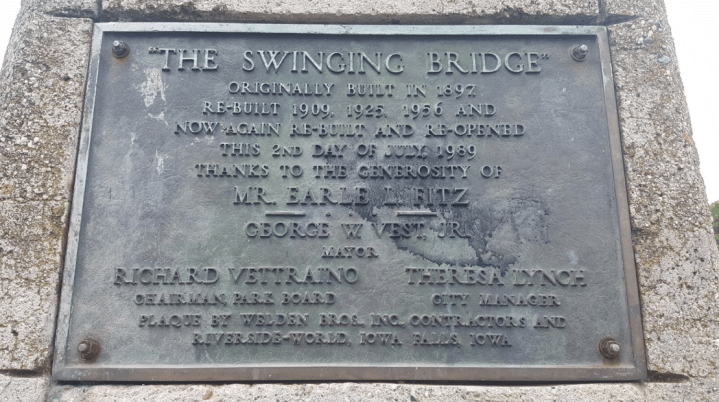 "THE SWINGING BRIDGE"
ORIGINALLY BUILT IN 1897
RE-BUILT 1909, 1925, 1956 AND
NOW AGAIN RE-BUILT AND RE-OPENED
THIS 2ND DAY OF JULY, 1989
THANKS TO THE GENEROSITY OF
MR. EARLE L. FITZ
GEORGE W. VEST, JR.
MAYOR
RICHARD VETTRAINO THERESA LYNCH
CHAIRMAN, PARK BOARD CITY MANAGER
PLAQUE BY WELDEN BROS., INC. CONTRACTORS AND
RIVERSIDE-WORLD, IOWA FALLS, IOWA